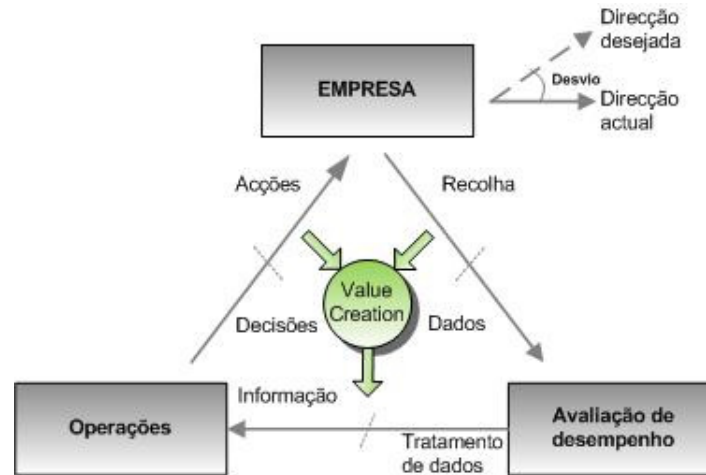 Direcção
desejada
EMPRESA
Desvio
Direcção
actual
Acções
Recolha
Value
Creation
Decisões
Dados
Operações
Informação
Tratamento
de dados
Avaliação de
desempenho